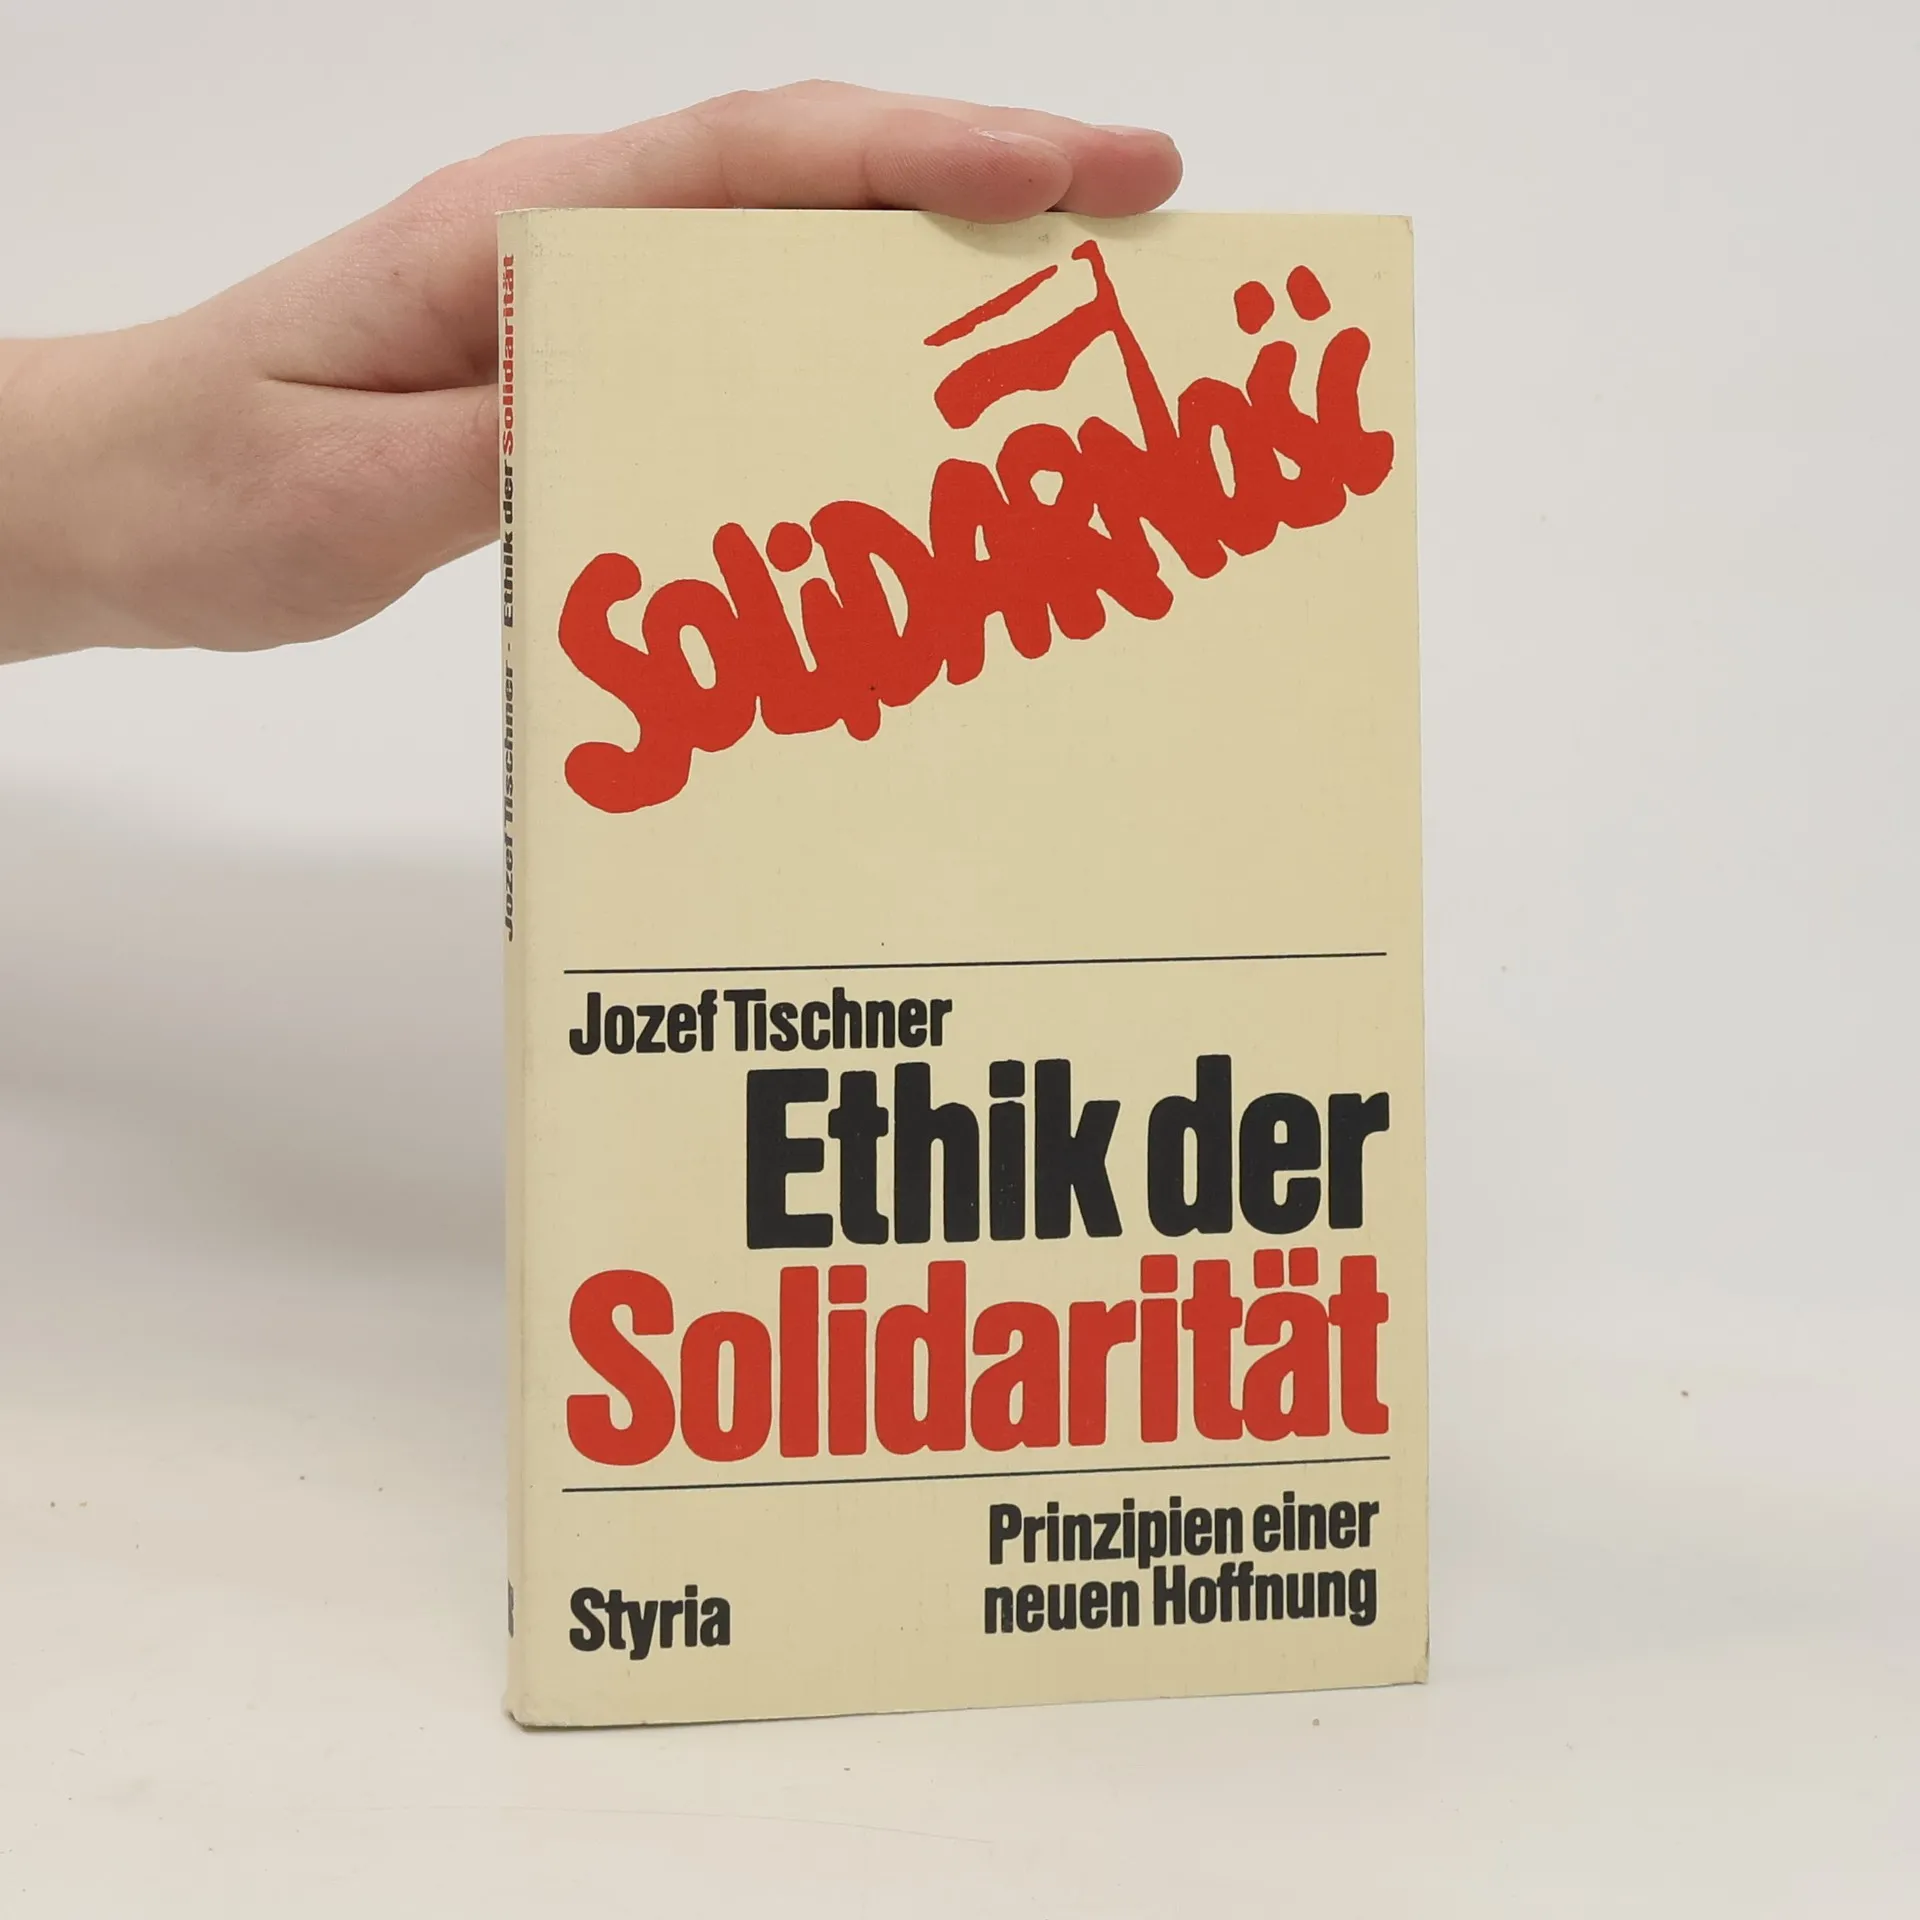 SOLiDARNOŚĆ
Jozef Tischner
Ethik der
Solidarität
Prinzipien einer
neuen Hoffnung
Styria
Jozef Tischner · Ethik der Solidarität